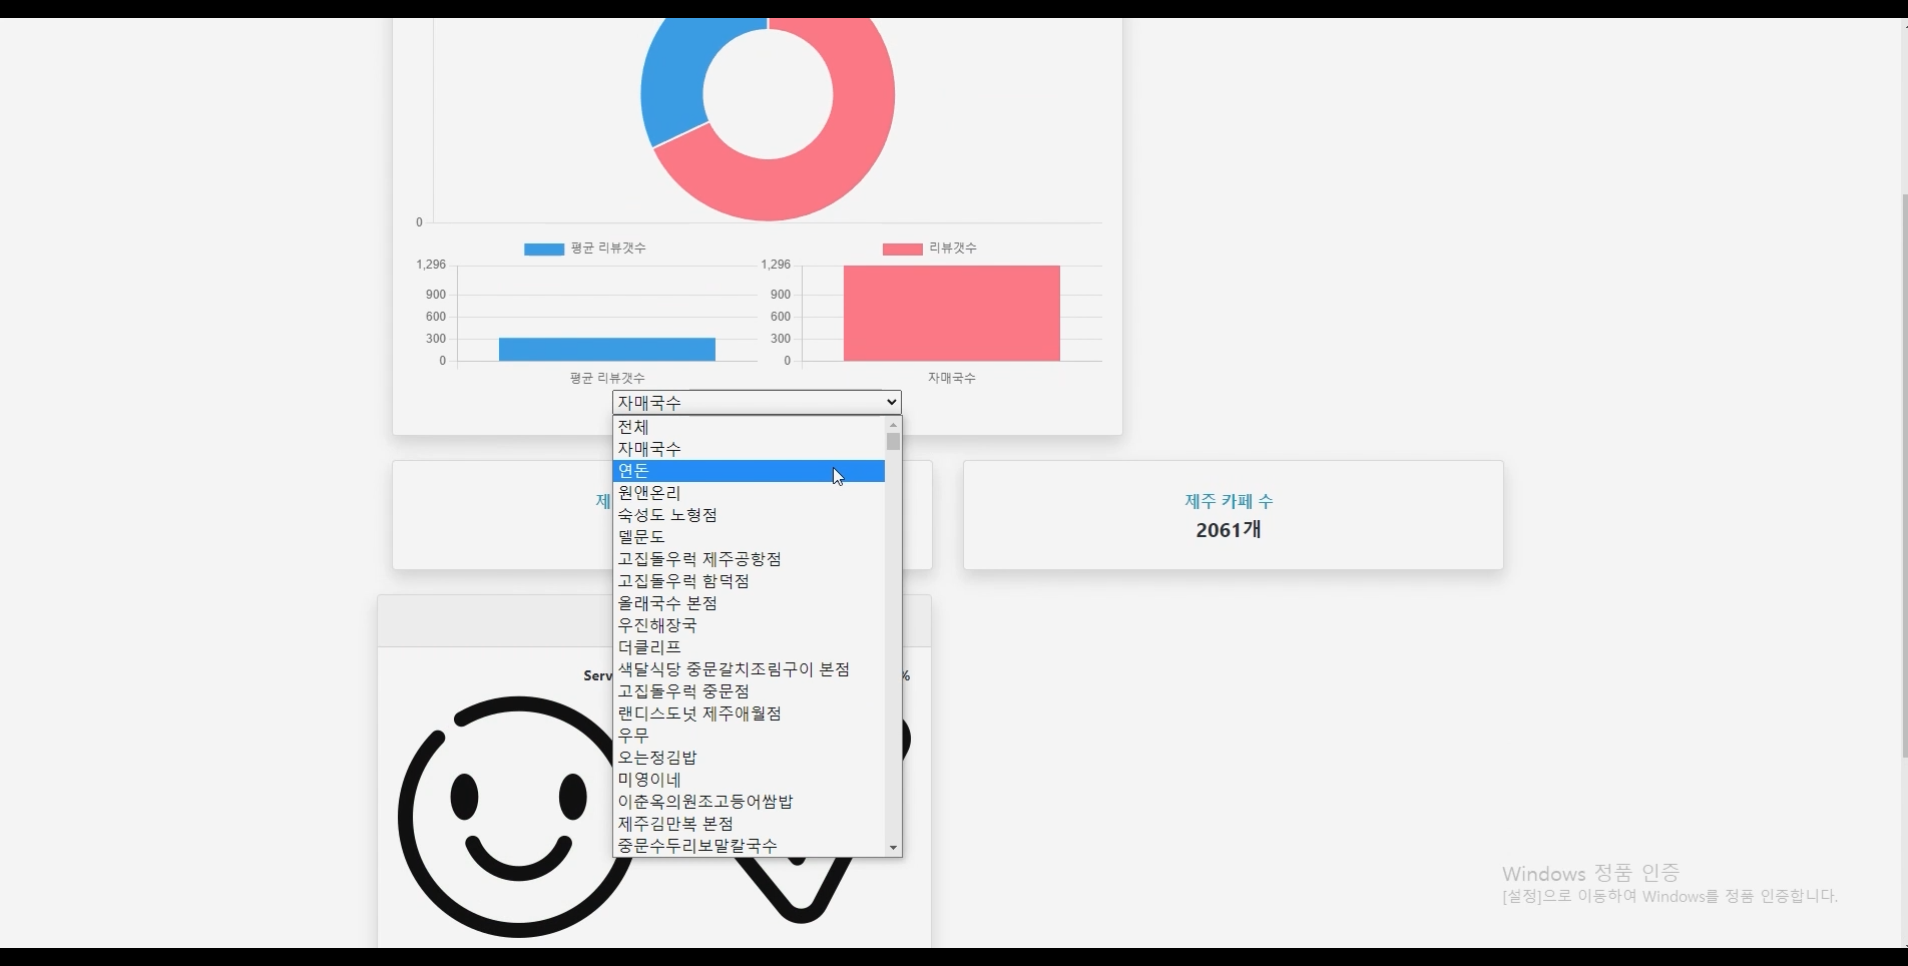 0
평균 리뷰갯수
리뷰갯수
1,296
900
600
300
0
평균 리뷰갯수
1,296
900
600
300
0
자매국수
자매국수
전체
자매국수
연돈
원앤온리
숙성도 노형점
델문도
고집돌우럭 제주공항점
고집돌우럭 함덕점
올래국수 본점
우진해장국
더클리프
색달식당 중문갈치조림구이 본점
고집돌우럭 중문점
랜디스도넛 제주애월점
우무
오는정김밥
미영이네
이춘옥의원조고등어쌈밥
제주김만복 본점
중문수두리보말칼국수
제
제주 카페 수
2061개
Serv
%
Windows 정품 인증
[설정]으로 이동하여 Windows를 정품 인증합니다.